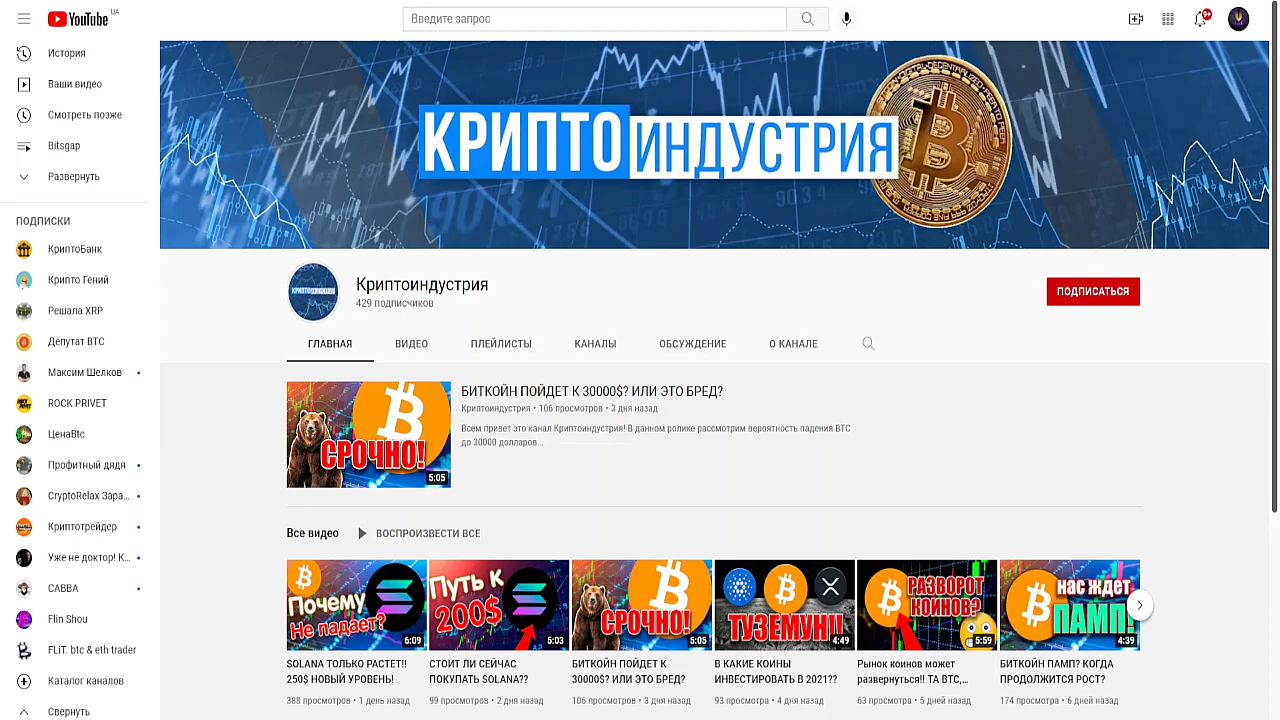 YouTube UA
Введите запрос
9+
История
Ваши видео
Смотреть позже
Bitsgap
Развернуть
ПОДПИСКИ
КриптоБанк
Крипто Гений
Решала XRP
Депутат BTC
Максим Шелков
ROCK PRIVET
ЦенаBtc
Профитный дядя
CryptoRelax Зара...
Криптотрейдер
Уже не доктор! К...
САВВА
Flin Shou
FLiT. btc & eth trader
Каталог каналов
Свернуть
КРИПТОИНДУСТРИЯ
Криптоиндустрия
429 подписчиков
ПОДПИСАТЬСЯ
ГЛАВНАЯ ВИДЕО ПЛЕЙЛИСТЫ КАНАЛЫ ОБСУЖДЕНИЕ О КАНАЛЕ
СРОЧНО!
5:05
БИТКОЙН ПОЙДЕТ К 30000$? ИЛИ ЭТО БРЕД?
Криптоиндустрия • 106 просмотров • 3 дня назад
Всем привет это канал Криптоиндустрия! В данном ролике рассмотрим вероятность падения BTC
до 30000 долларов...
Все видео ВОСПРОИЗВЕСТИ ВСЕ
Почему
Не падает?
6:09
SOLANA ТОЛЬКО РАСТЕТ!!
250$ НОВЫЙ УРОВЕНЬ!
388 просмотров • 1 день назад
Путь к
200$
5:03
СТОИТ ЛИ СЕЙЧАС
ПОКУПАТЬ SOLANA??
99 просмотров • 2 дня назад
СРОЧНО!
5:05
БИТКОЙН ПОЙДЕТ К
30000$? ИЛИ ЭТО БРЕД?
106 просмотров • 3 дня назад
ТУЗЕМУН!!
4:49
В КАКИЕ КОИНЫ
ИНВЕСТИРОВАТЬ В 2021??
93 просмотра • 4 дня назад
РАЗВОРОТ
КОИНОВ?
5:59
Рынок коинов может
развернуться!! ТА BTC,...
63 просмотра • 5 дней назад
НАС ЖДЕТ
ПАМП!
4:39
БИТКОЙН ПАМП? КОГДА
ПРОДОЛЖИТСЯ РОСТ?
174 просмотра • 6 дней назад